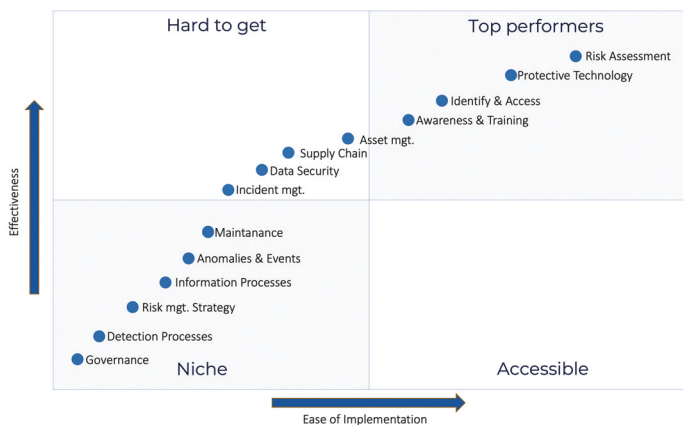 Hard to get
Top performers
Risk Assessment
Protective Technology
Identify & Access
Awareness & Training
Asset mgt.
Supply Chain
Data Security
Incident mgt.
Effectiveness
Maintanance
Anomalies & Events
Information Processes
Risk mgt. Strategy
Detection Processes
Governance
Niche
Accessible
Ease of Implementation